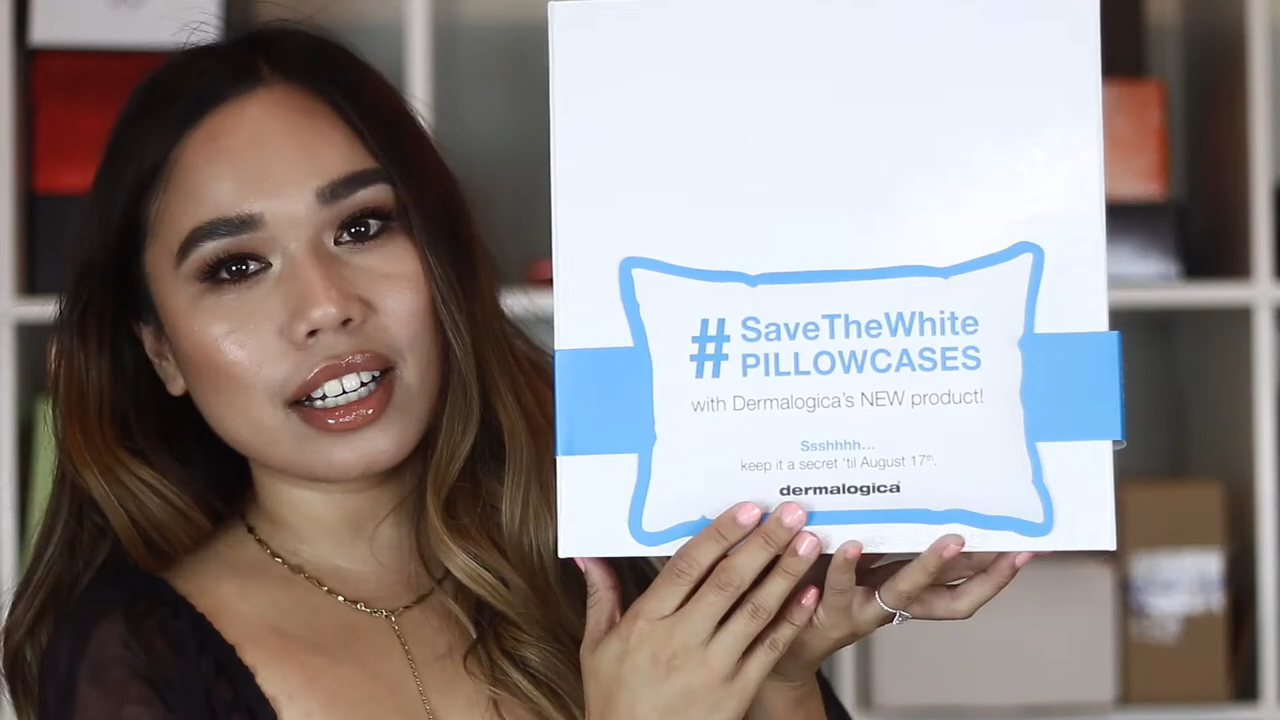 #SaveTheWhite
PILLOWCASES
with Dermalogica's NEW product!
Ssshhhh...
keep it a secret 'til August 17th.
dermalogica